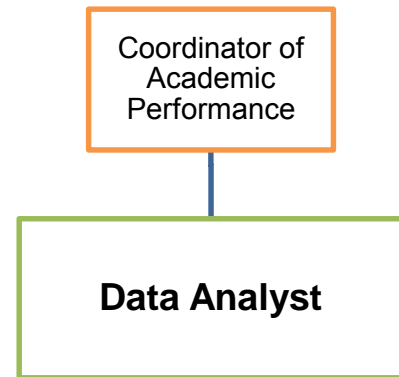 Coordinator of
Academic
Performance
Data Analyst